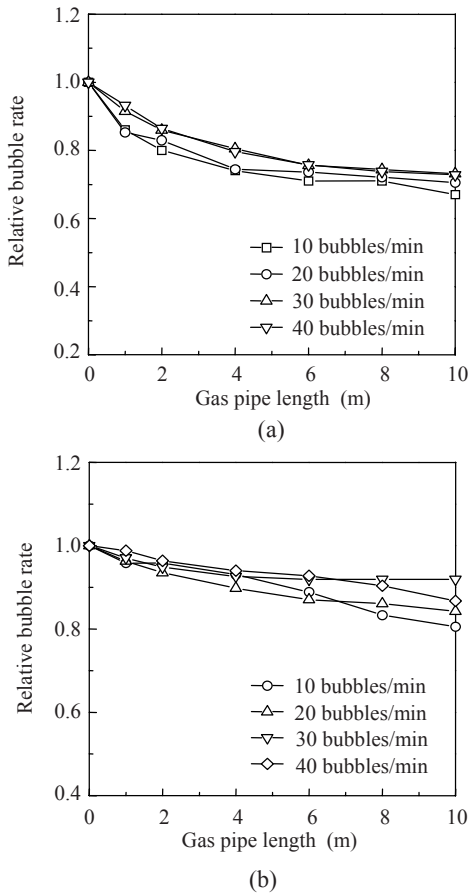 1.2
1.0
0.8
0.6
0.4
0.2
Relative bubble rate
10 bubbles/min
20 bubbles/min
30 bubbles/min
40 bubbles/min
0 2 4 6 8 10
Gas pipe length (m)
(a)
1.2
1.0
0.8
0.6
0.4
Relative bubble rate
10 bubbles/min
20 bubbles/min
30 bubbles/min
40 bubbles/min
0 2 4 6 8 10
Gas pipe length (m)
(b)